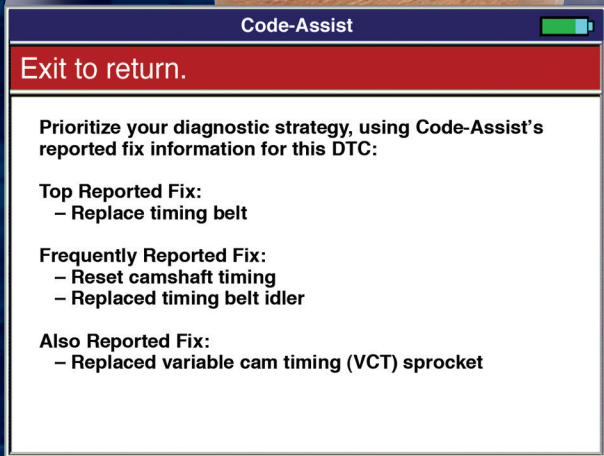 Code-Assist
Exit to return.
Prioritize your diagnostic strategy, using Code-Assist’s
reported fix information for this DTC:
Top Reported Fix:
– Replace timing belt
Frequently Reported Fix:
– Reset camshaft timing
– Replaced timing belt idler
Also Reported Fix:
– Replaced variable cam timing (VCT) sprocket